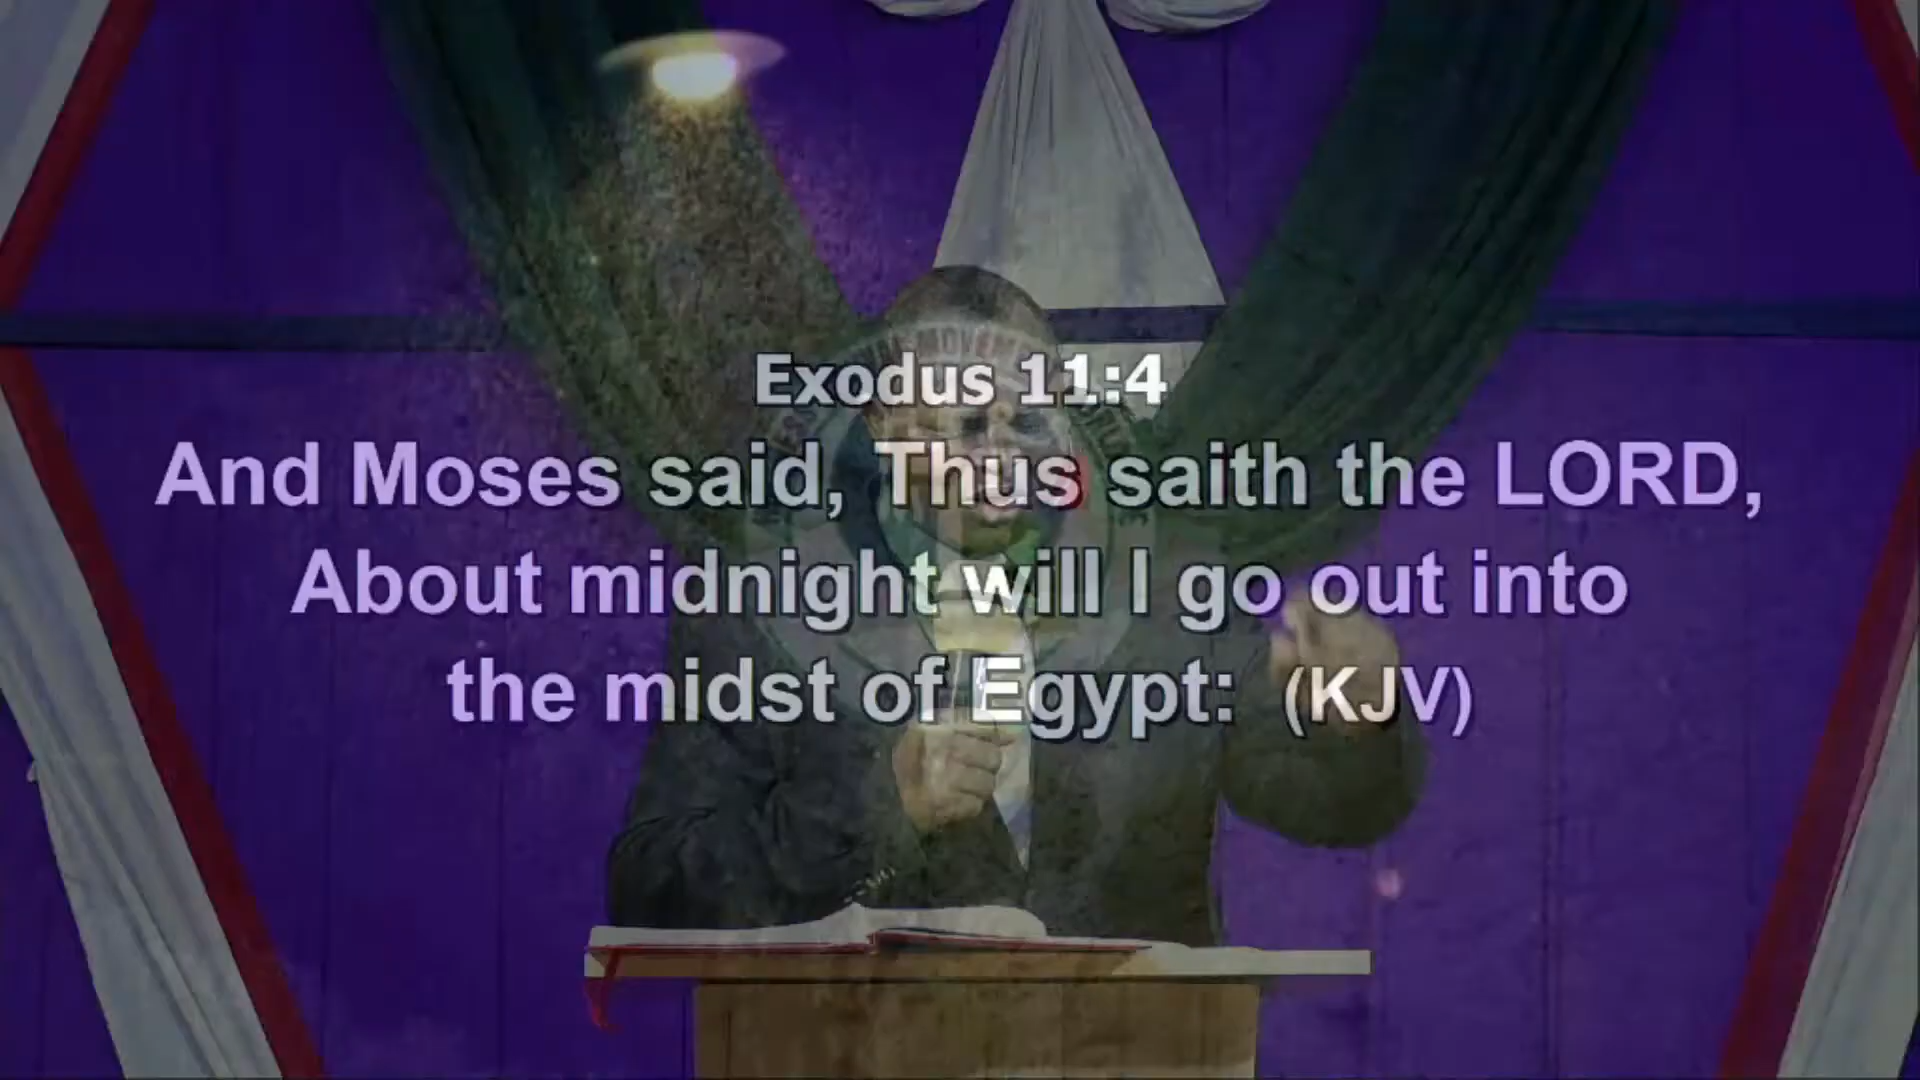 Exodus 11:4
And Moses said, Thus saith the LORD,
About midnight will I go out into
the midst of Egypt: (KJV)